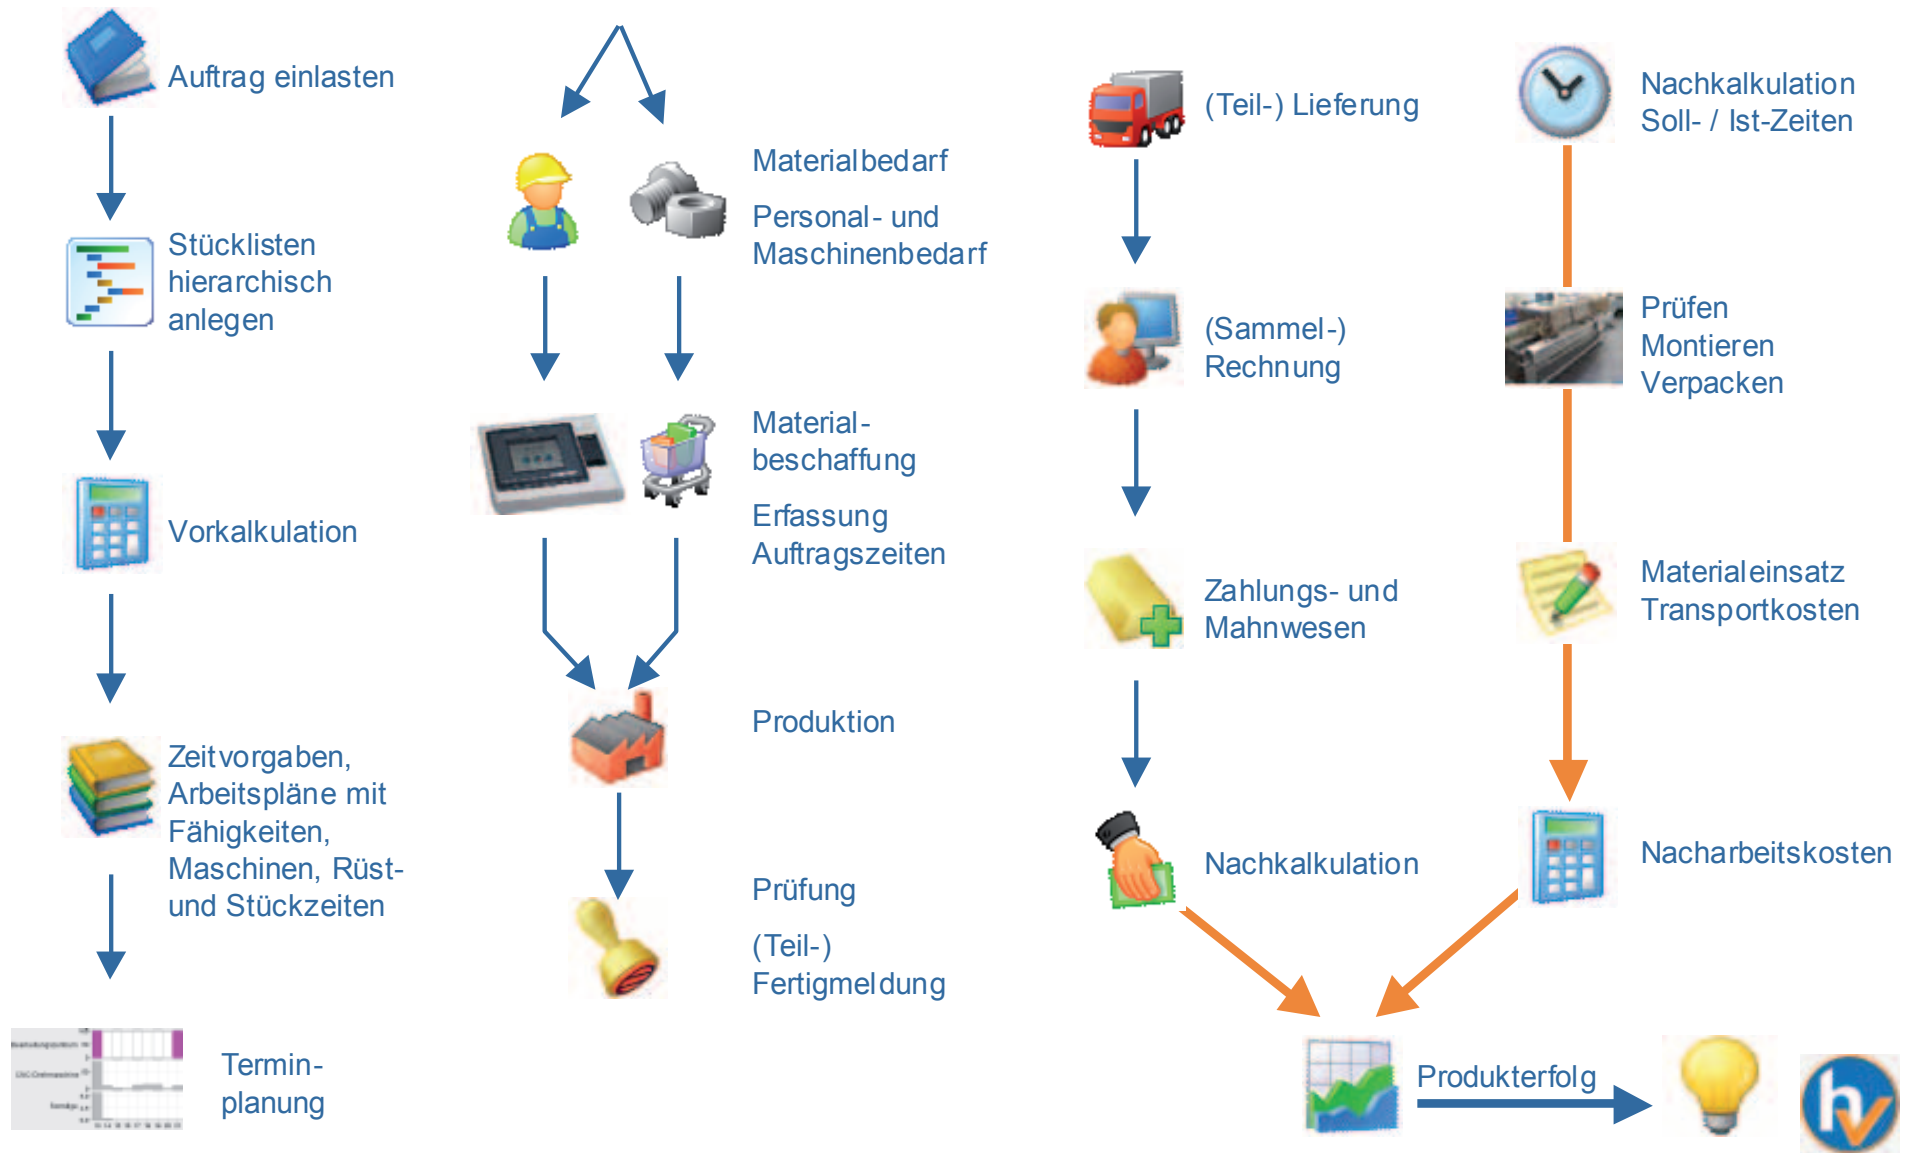 Auftrag einlasten
Stücklisten
hierarchisch
anlegen
Vorkalkulation
Zeitvorgaben,
Arbeitspläne mit
Fähigkeiten,
Maschinen, Rüst-
und Stückzeiten
Termin-
planung
Materialbedarf
Personal- und
Maschinenbedarf
Material-
beschaffung
Erfassung
Auftragszeiten
Produktion
Prüfung
(Teil-)
Fertigmeldung
(Teil-) Lieferung
(Sammel-)
Rechnung
Zahlungs- und
Mahnwesen
Nachkalkulation
Nachkalkulation
Soll- / Ist-Zeiten
Prüfen
Montieren
Verpacken
Materialeinsatz
Transportkosten
Nacharbeitskosten
Produkterfolg
hv